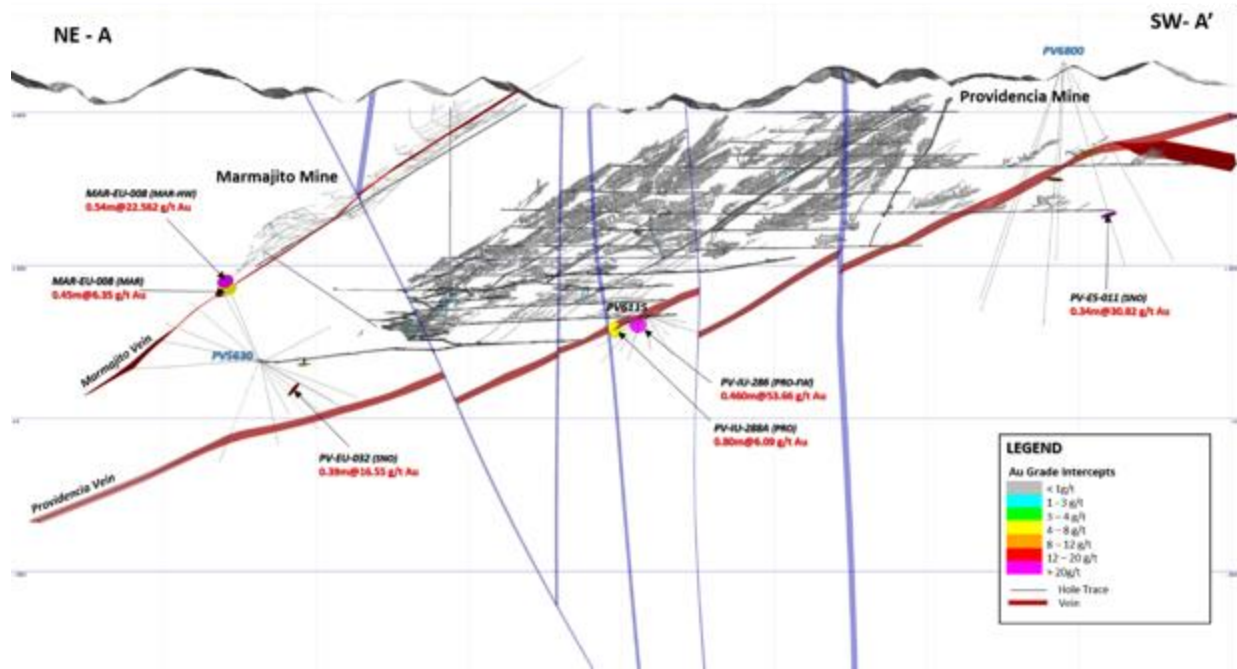 NE - A
SW- A'
PV6800
Providencia Mine
Marmajito Mine
MAR-EU-008 (MAR-HW)
0.54m@22.562 g/t Au
MAR-EU-008 (MAR)
0.45m@6.35 g/t Au
PV-ES-011 (SNO)
0.34m@30.82 g/t Au
PV6115
PV5630
Marmajito Vein
PV-IU-286 (PRO-FW)
0.460m@53.66 g/t Au
PV-IU-288A (PRO)
0.80m@6.09 g/t Au
PV-EU-032 (SNO)
0.39m@16.55 g/t Au
Providencia Vein
LEGEND
Au Grade Intercepts
< 1g/t
1 - 3 g/t
3 – 4 g/t
4 – 8 g/t
8 – 12 g/t
12 – 20 g/t
> 20g/t
Hole Trace
Vein